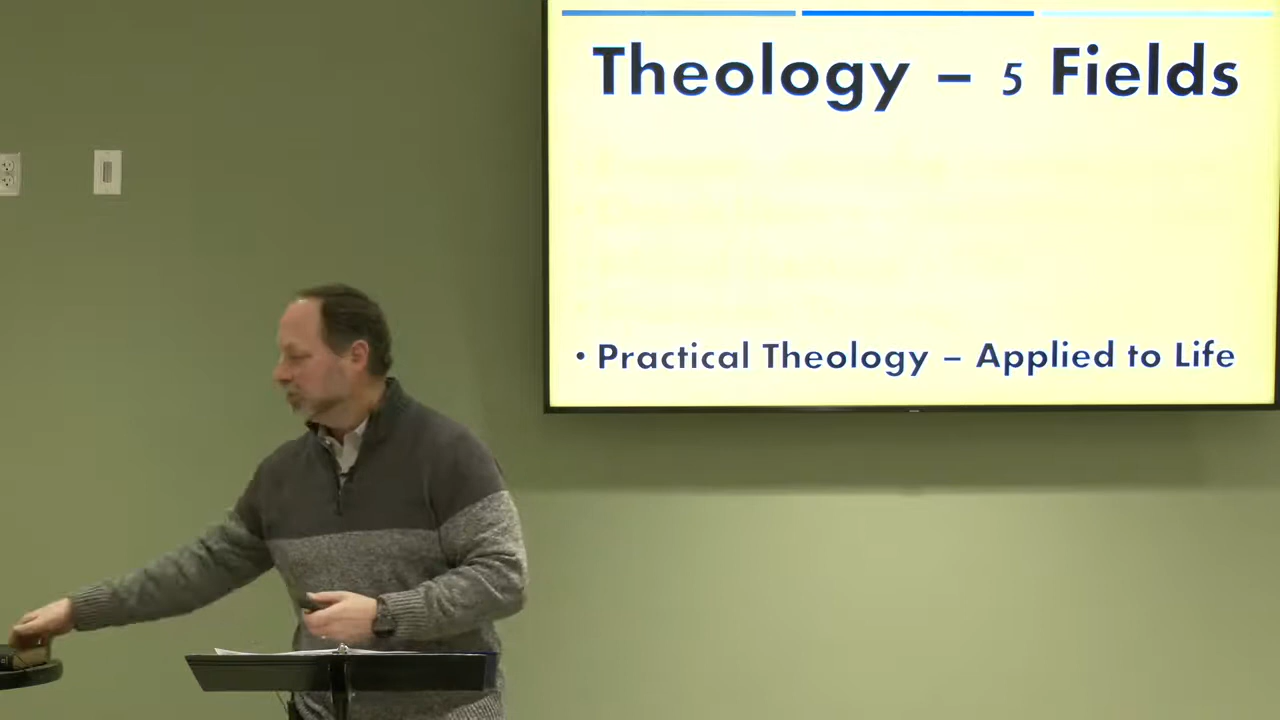 Theology – 5 Fields
• Practical Theology – Applied to Life